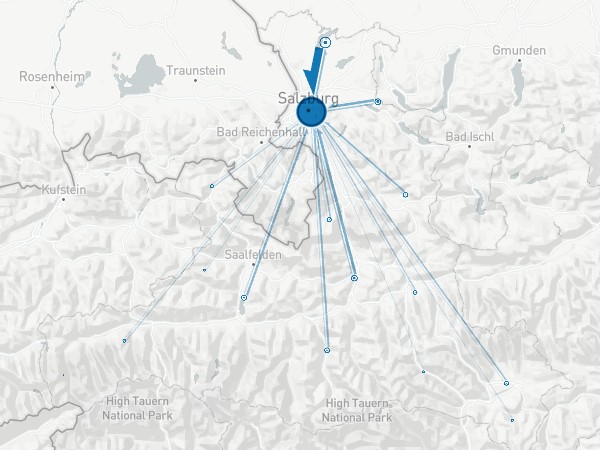 Gmunden
Rosenheim
Traunstein
Salzburg
Bad Reichenhall
Bad Ischl
Kufstein
Saalfelden
High Tauern
National Park
High Tauern
National Park